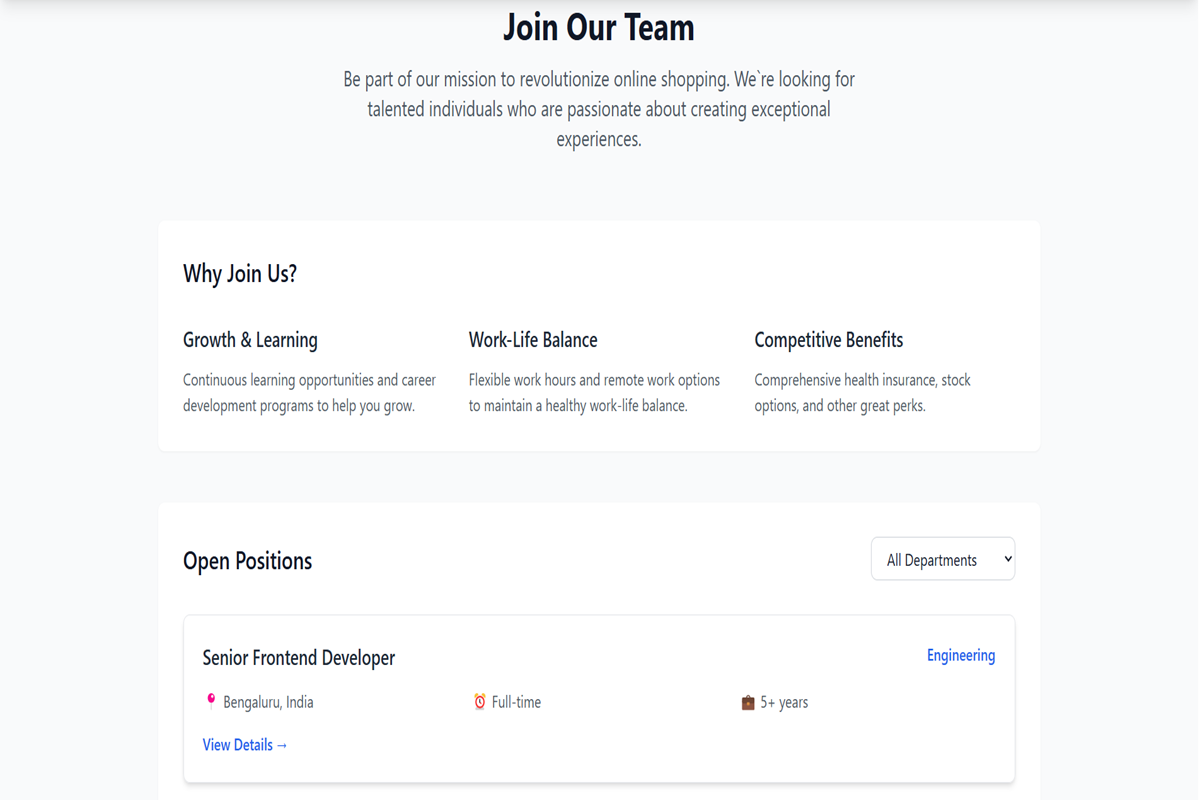 Join Our Team
Be part of our mission to revolutionize online shopping. We`re looking for
talented individuals who are passionate about creating exceptional
experiences.
Why Join Us?
Growth & Learning
Continuous learning opportunities and career
development programs to help you grow.
Work-Life Balance
Flexible work hours and remote work options
to maintain a healthy work-life balance.
Competitive Benefits
Comprehensive health insurance, stock
options, and other great perks.
Open Positions
All Departments
Senior Frontend Developer
Engineering
Bengaluru, India
Full-time
5+ years
View Details →